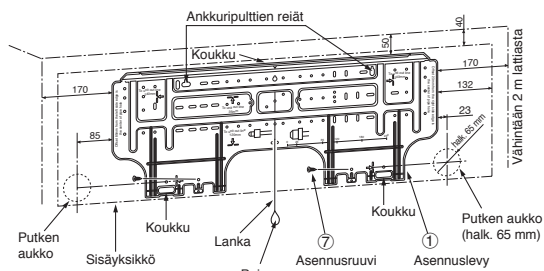 Ankkuripulttien reiät
Koukku
40
50
170
170
132
23
85
halk. 65 mm
Vähintään 2 m lattiasta
Putken
aukko
Sisäyksikkö
Koukku
Lanka
⑦
Asennusruuvi
Koukku
①
Asennuslevy
Putken aukko
(halk. 65 mm)